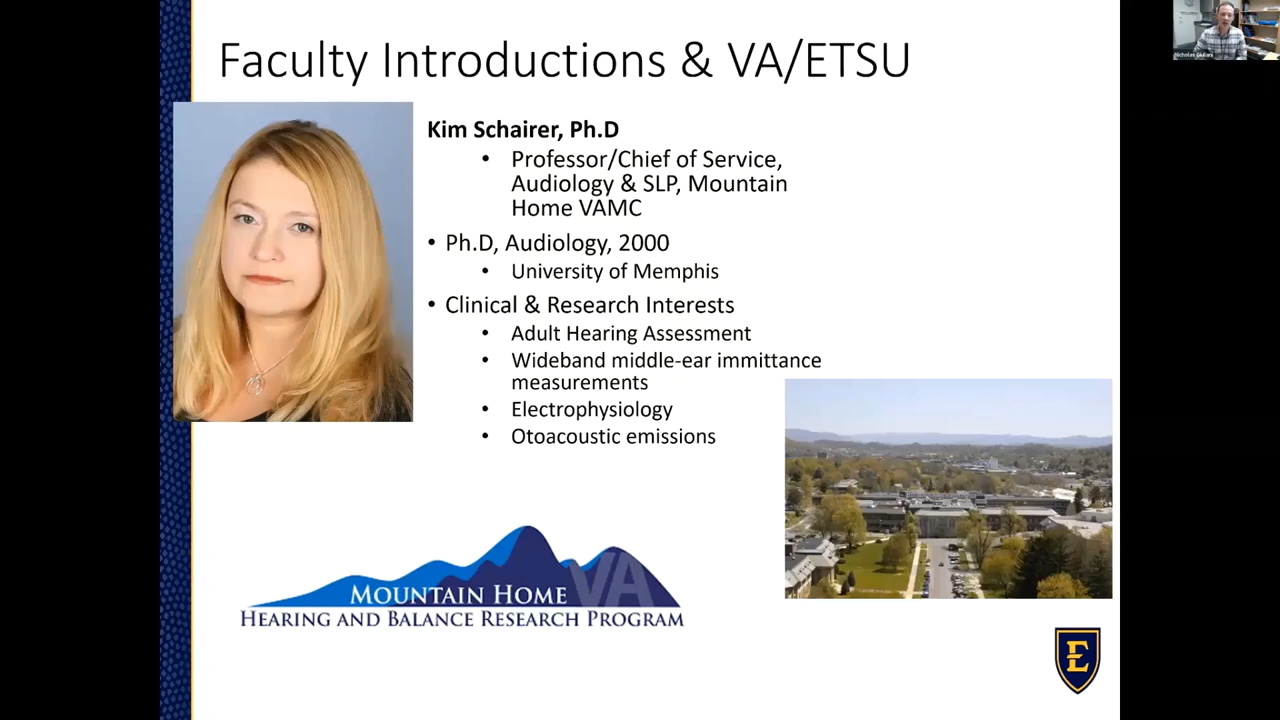 Faculty Introductions & VA/ETSU
Kim Schairer, Ph.D
• Professor/Chief of Service,
Audiology & SLP, Mountain
Home VAMC
• Ph.D, Audiology, 2000
• University of Memphis
• Clinical & Research Interests
• Adult Hearing Assessment
• Wideband middle-ear immittance
measurements
• Electrophysiology
• Otoacoustic emissions
VA
MOUNTAIN HOME
HEARING AND BALANCE RESEARCH PROGRAM
E
Nicholas Giuliani